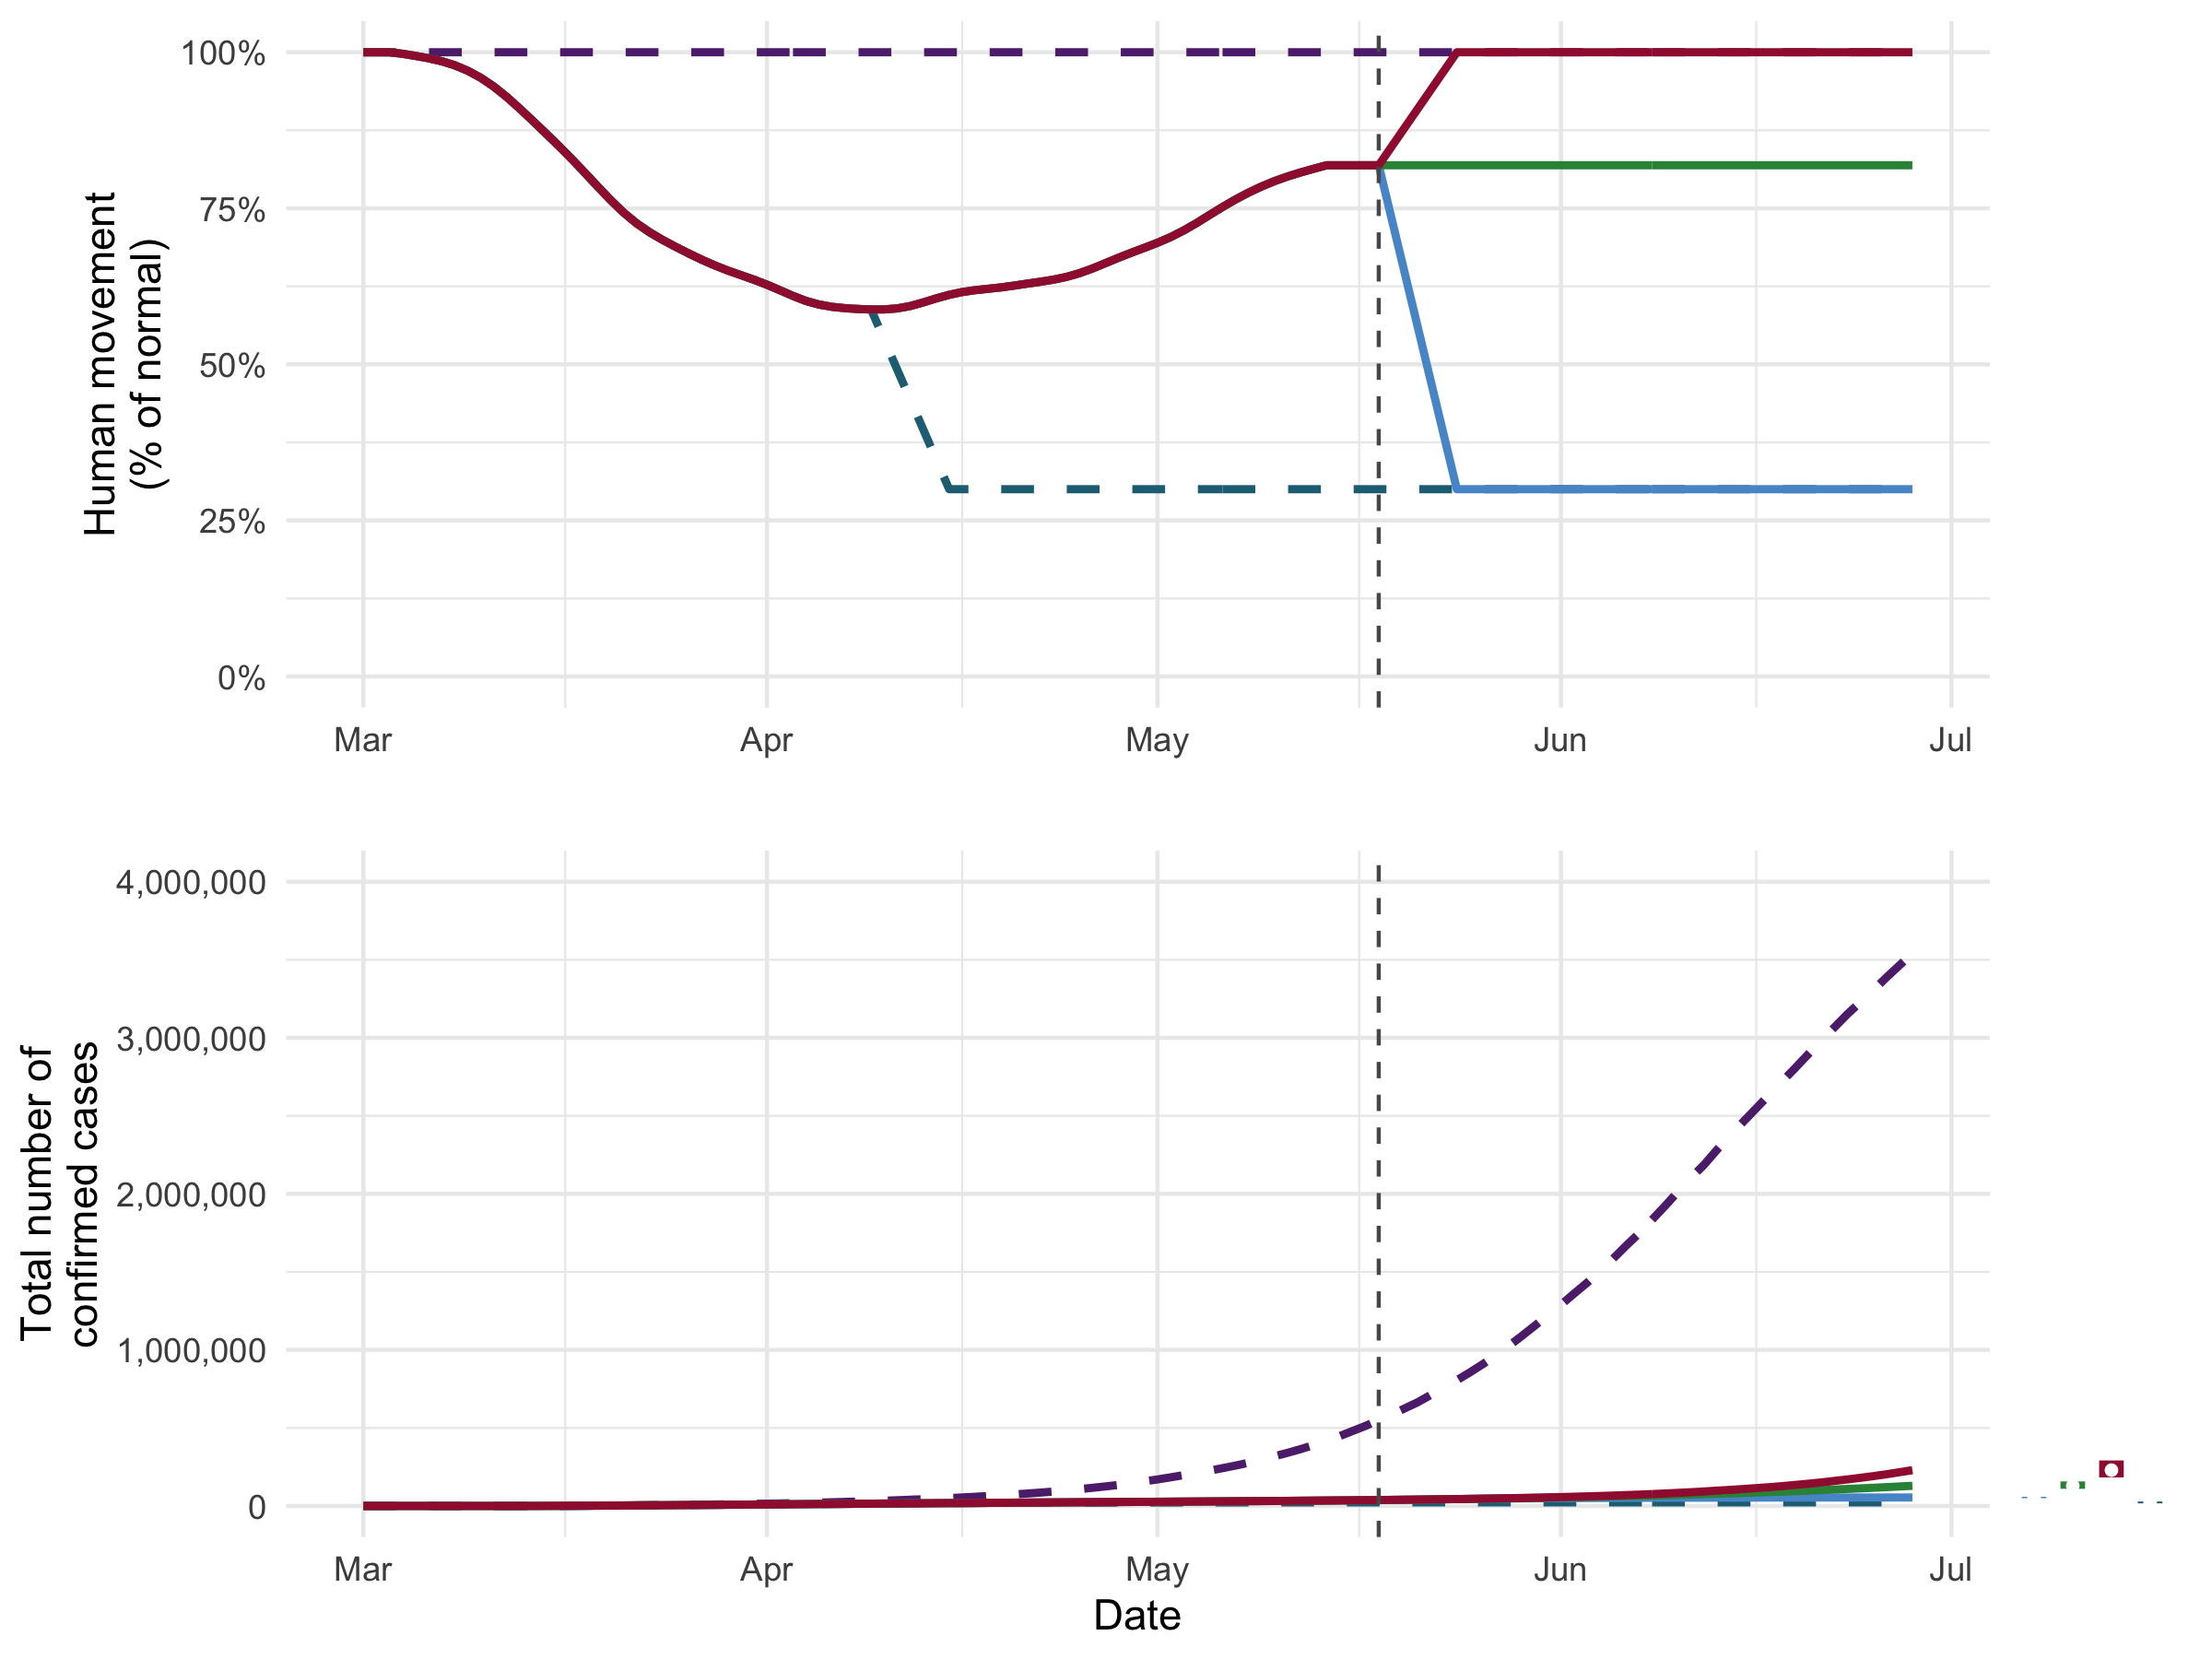 Human movement
(% of normal)
100%
75%
50%
25%
0%
Mar Apr May Jun Jul
Total number of
confirmed cases
4,000,000
3,000,000
2,000,000
1,000,000
0
Mar Apr May Jun Jul
Date